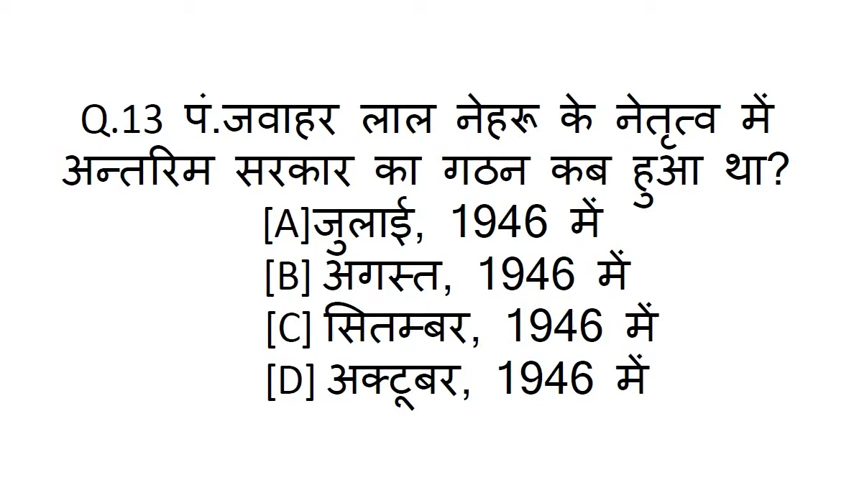 Q.13 पं.जवाहर लाल नेहरू के नेतृत्व में
अन्तरिम सरकार का गठन कब हुआ था?
[A]जुलाई, 1946 में
[B] अगस्त, 1946 में
[C] सितम्बर, 1946 में
[D] अक्टूबर, 1946 में